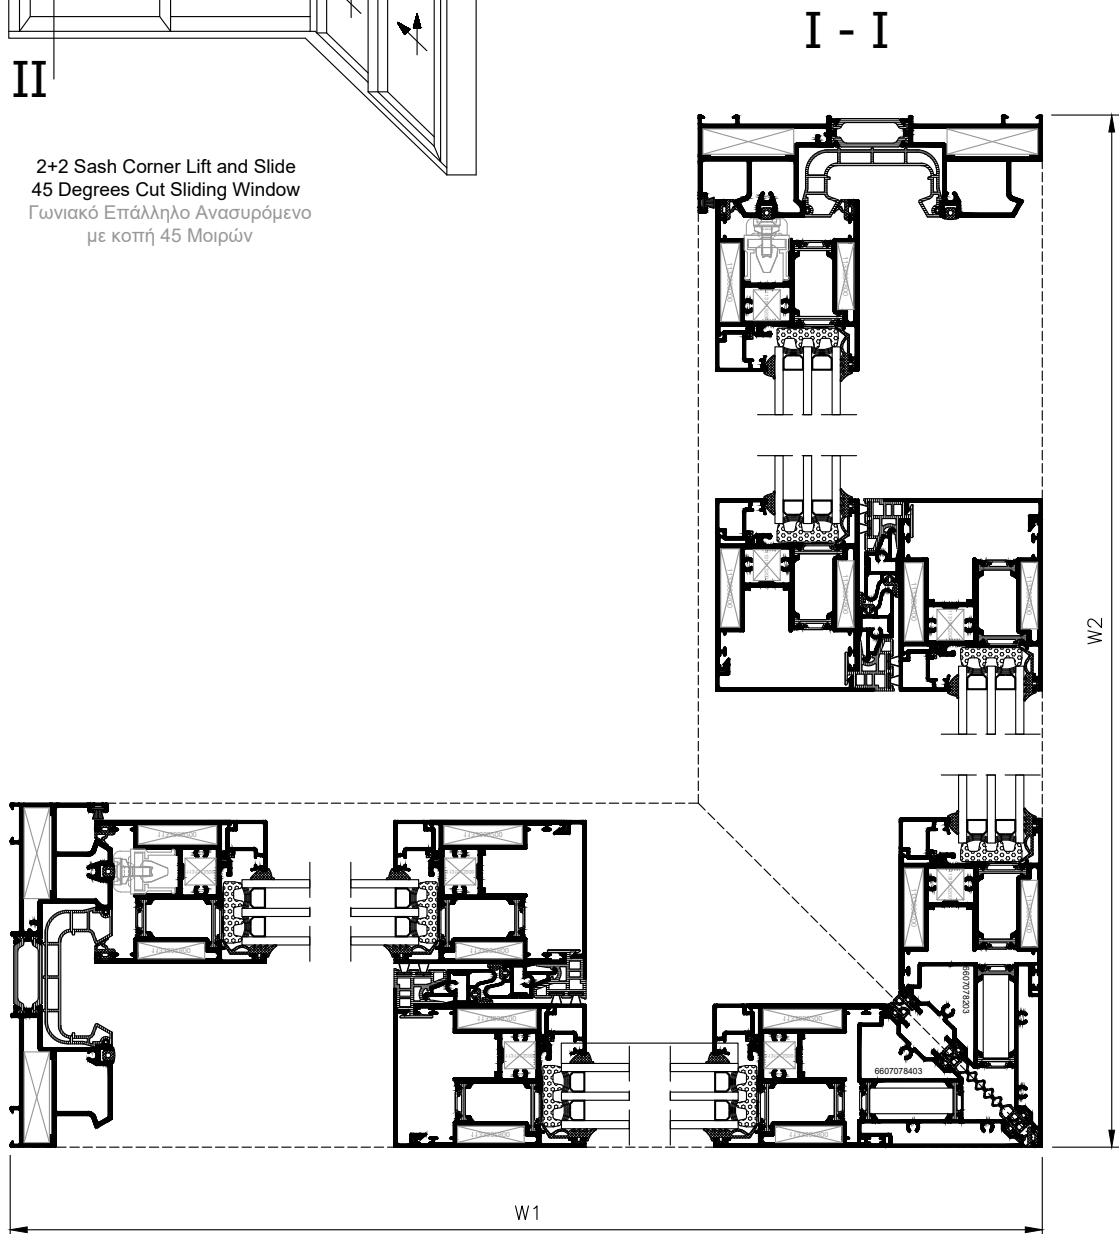 I - I
II
2+2 Sash Corner Lift and Slide
45 Degrees Cut Sliding Window
Γωνιακό Επάλληλο Ανασυρόμενο
με κοπή 45 Μοιρών
W2
6607078203
6607078403
W1